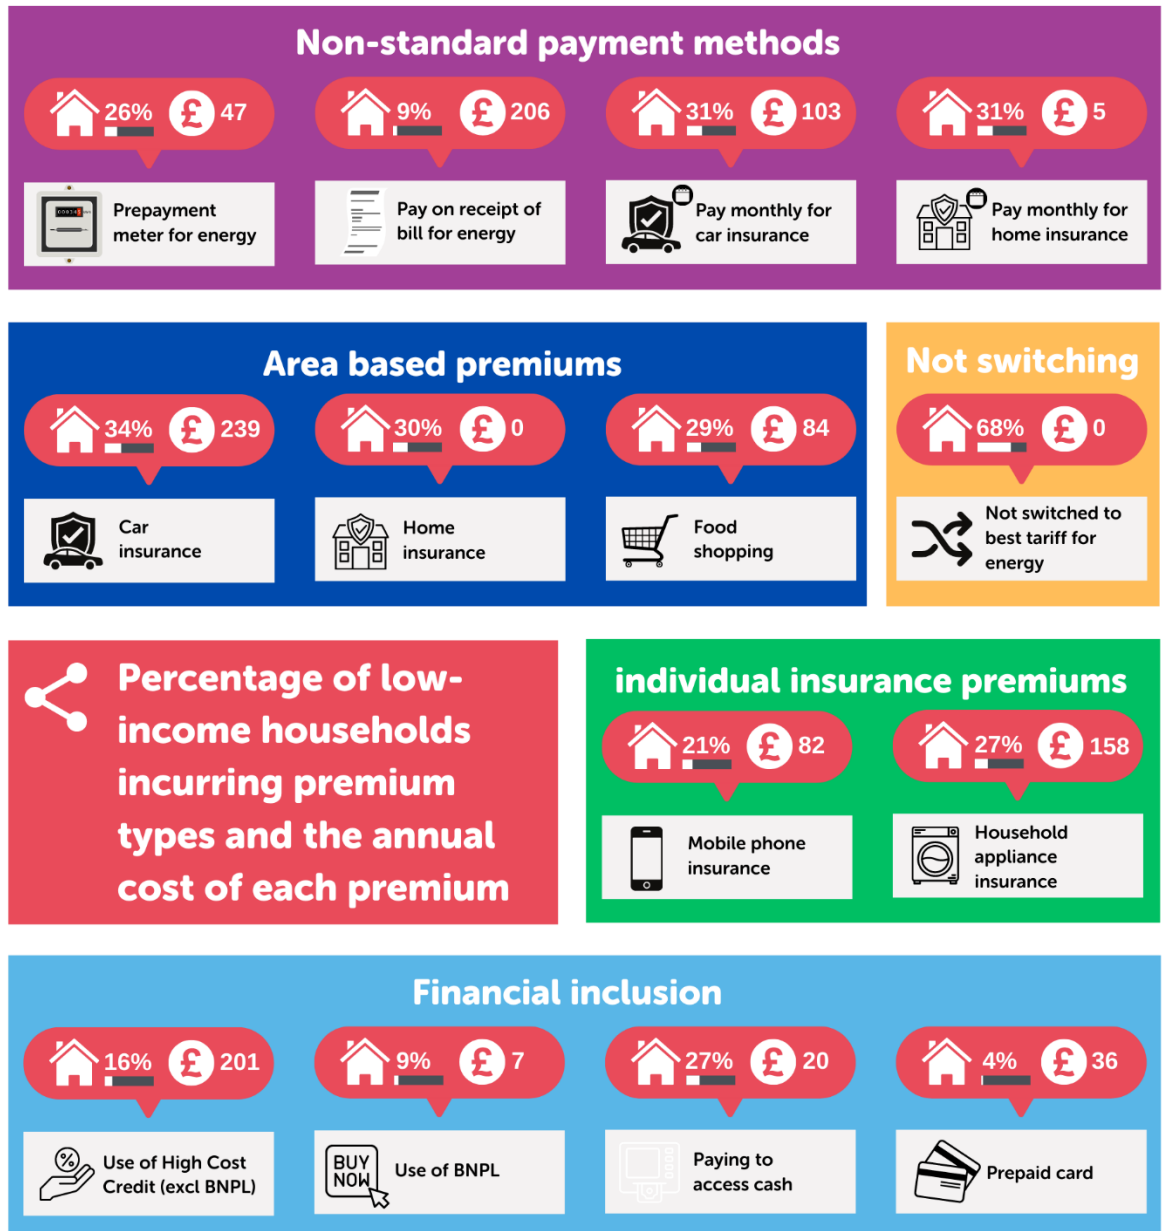 Non-standard payment methods
26% £ 47
9% £ 206
31% £ 103
31% £ 5
Prepayment
meter for energy
Pay on receipt of
bill for energy
Pay monthly for
car insurance
Pay monthly for
home insurance
Area based premiums
34% £ 239
30% £ 0
29% £ 84
Car
insurance
Home
insurance
Food
shopping
Not switching
68% £ 0
Not switched to
best tariff for
energy
Percentage of low-
income households
incurring premium
types and the annual
cost of each premium
individual insurance premiums
21% £ 82
27% £ 158
Mobile phone
insurance
Household
appliance
insurance
Financial inclusion
16% £ 201
9% £ 7
27% £ 20
4% £ 36
%
Use of High Cost
Credit (excl BNPL)
BUY
NOW
Use of BNPL
Paying to
access cash
Prepaid card